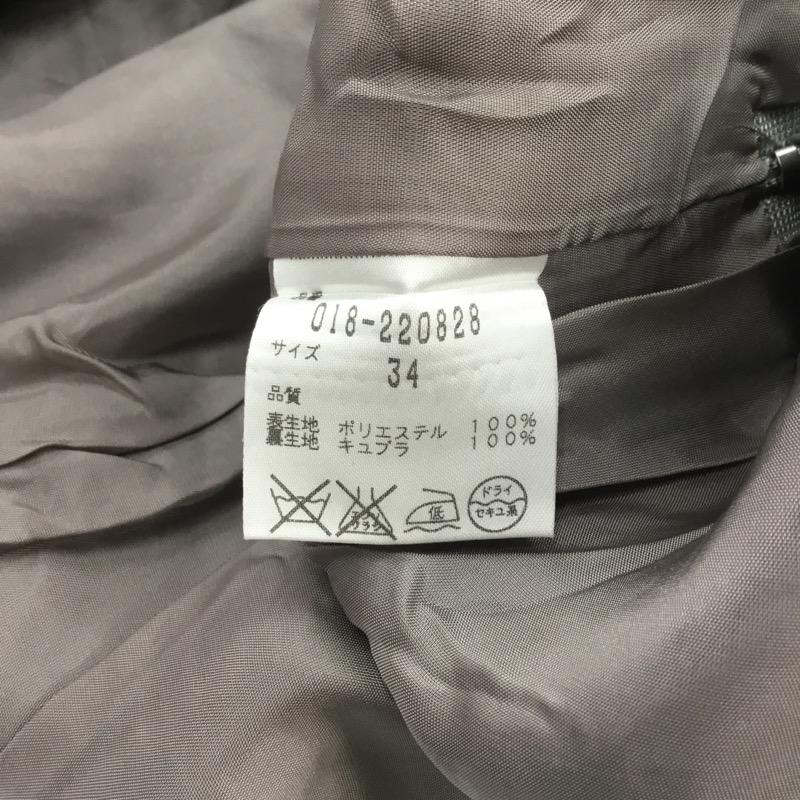 018-220828
サイズ
34
品質
表生地 ポリエステル 100%
裏生地 キュプラ 100%
低
ドライ
セキユ系